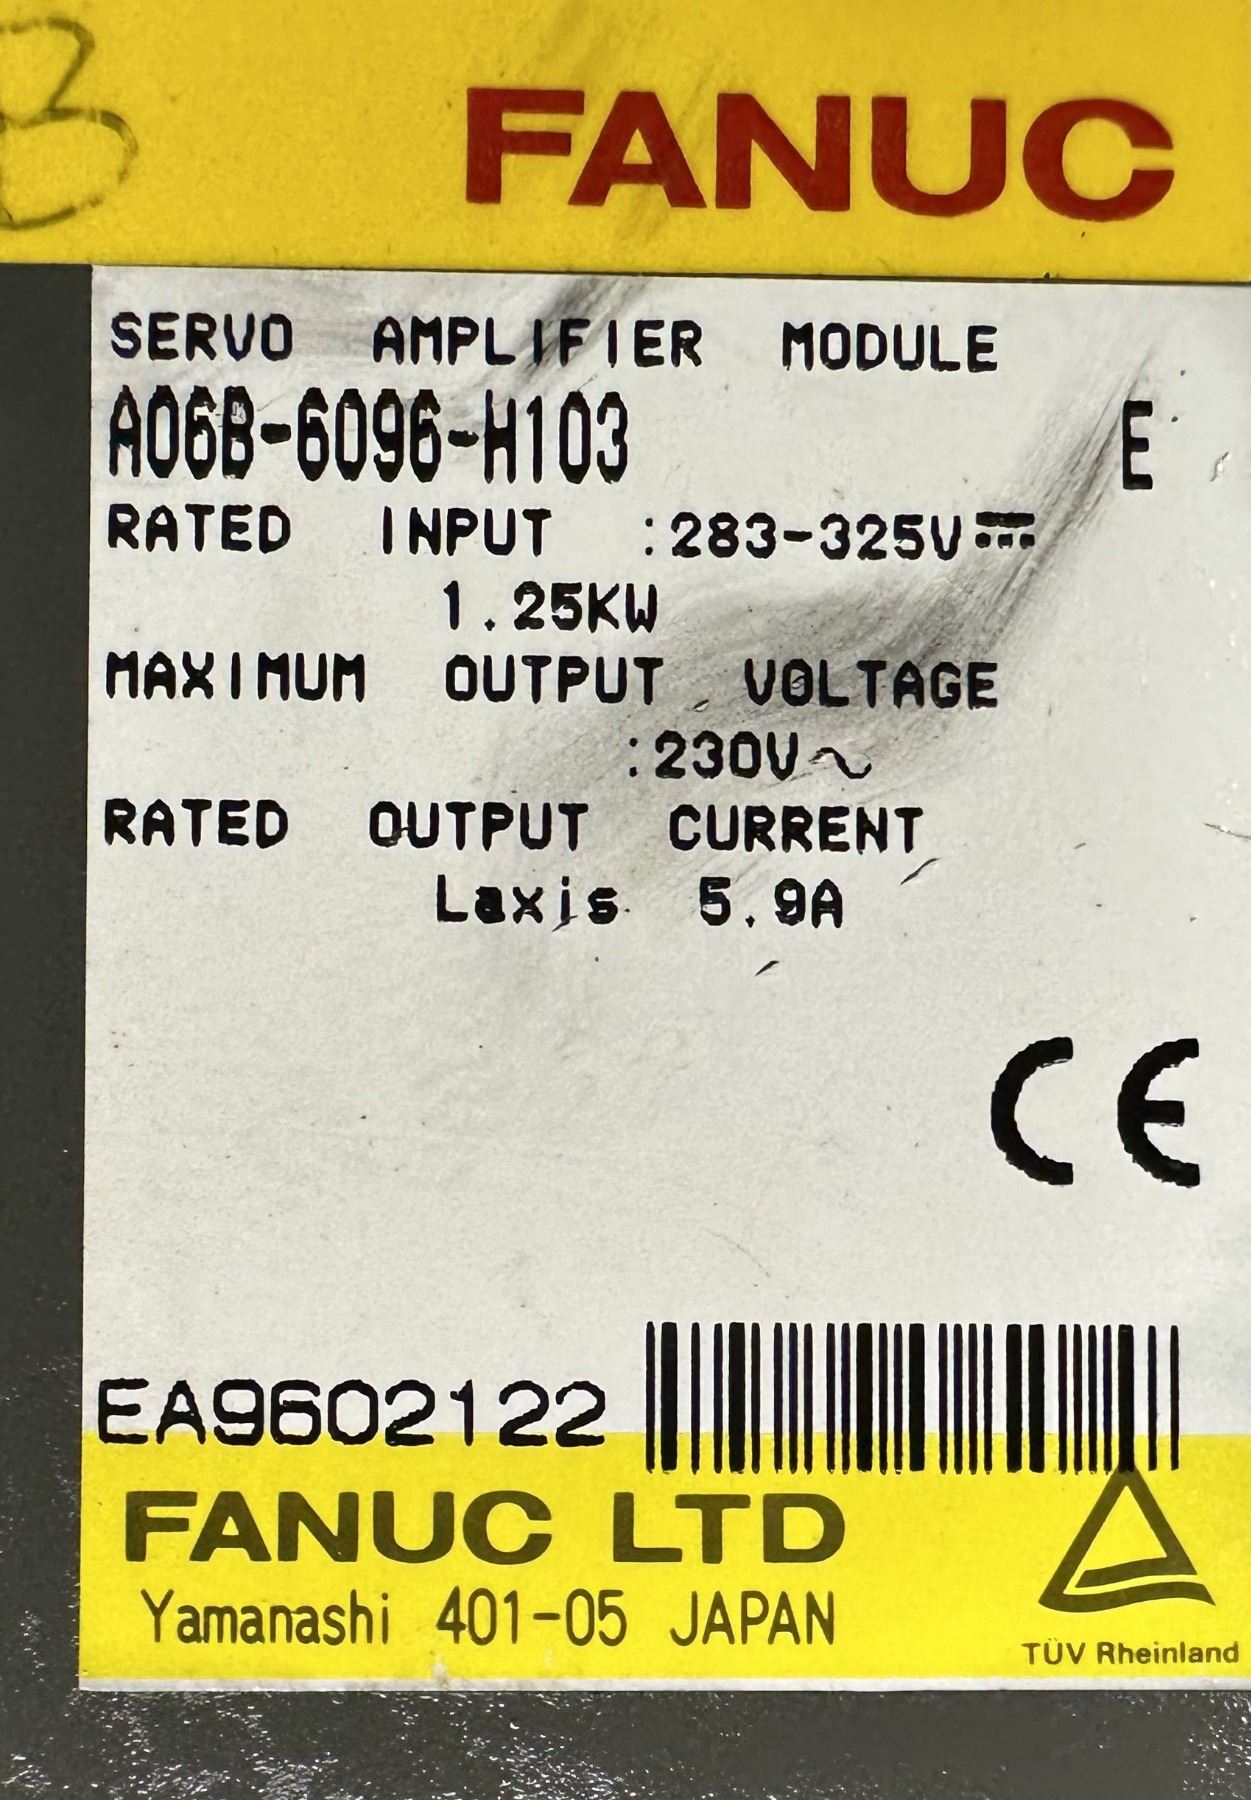 B
FANUC
SERVO AMPLIFIER MODULE
A06B-6096-H103 E
RATED INPUT :283-325V⎓
1.25KW
MAXIMUM OUTPUT VOLTAGE
:230V~
RATED OUTPUT CURRENT
Laxis 5.9A
CE
EA9602122
FANUC LTD
Yamanashi 401-05 JAPAN
TÜV Rheinland